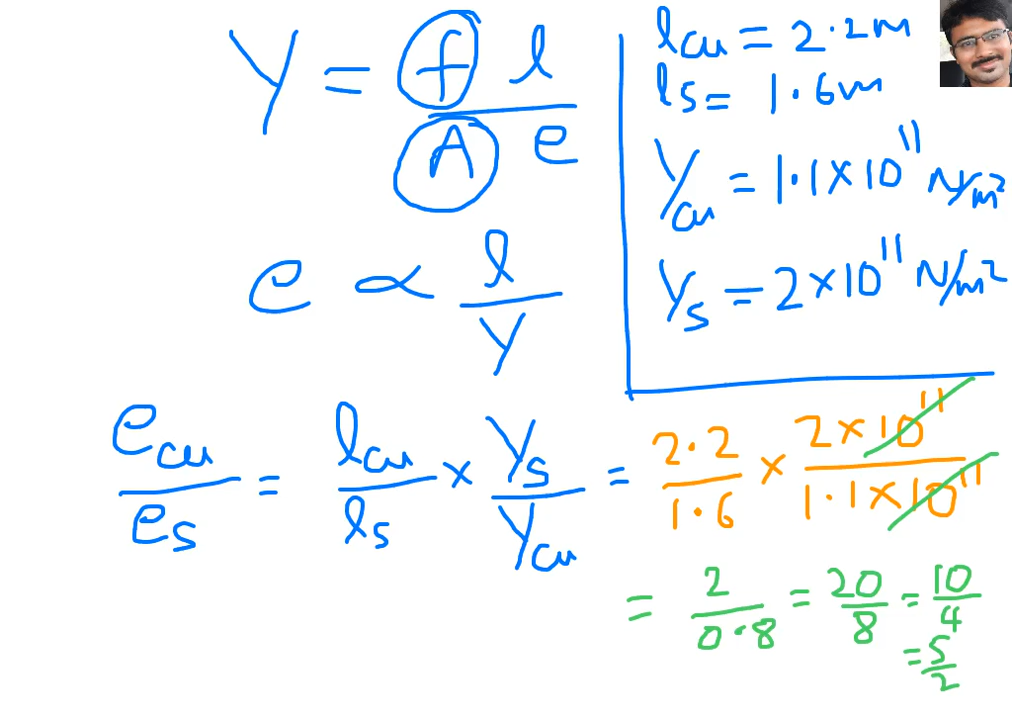 Y = f l / A e
e ∝ l / Y
l_cu = 2.2m
l_s = 1.6m
Y_cu = 1.1 × 10^11 N/m²
Y_s = 2 × 10^11 N/m²
e_cu / e_s = l_cu / l_s × Y_s / Y_cu = 2.2 / 1.6 × 2 × 10^11 / 1.1 × 10^11
= 2 / 0.8 = 20 / 8 = 10 / 4
= 5 / 2